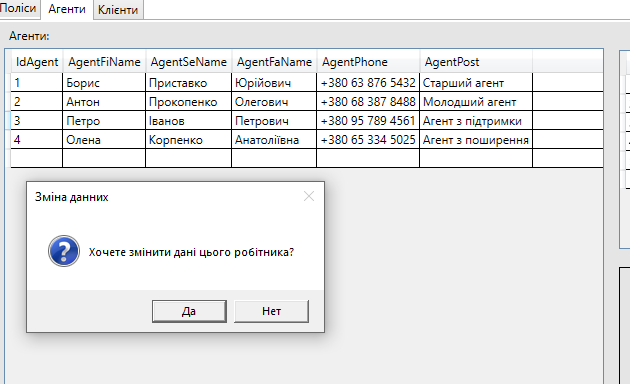 Поліси Агенти Клієнти
Агенти:
IdAgent AgentFiName AgentSeName AgentFaName AgentPhone AgentPost
1 Борис Приставко Юрійович +380 63 876 5432 Старший агент
2 Антон Прокопенко Олегович +380 68 387 8488 Молодший агент
3 Петро Іванов Петрович +380 95 789 4561 Агент з підтримки
4 Олена Корпенко Анатоліївна +380 65 334 5025 Агент з поширення
Зміна данних
Хочете змінити дані цього робітника?
Да Нет